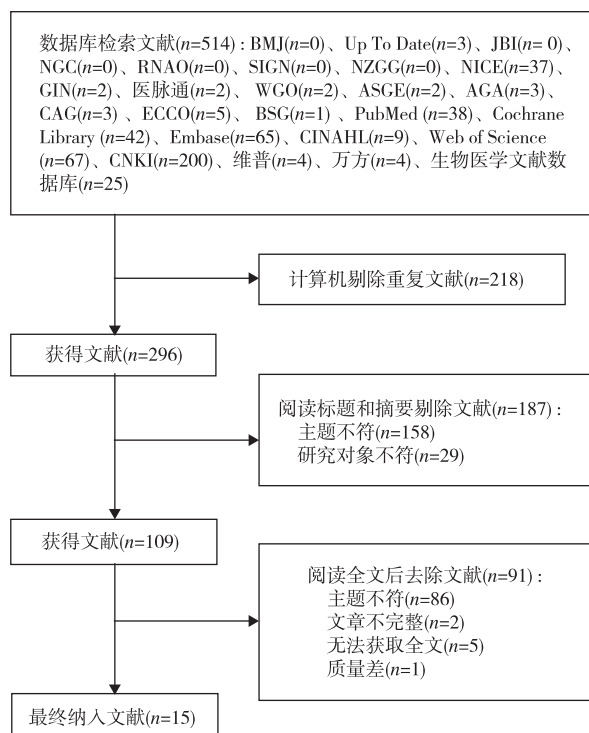 数据库检索文献(n=514)：BMJ(n=0)、Up To Date(n=3)、JBI(n= 0)、
NGC(n=0)、RNAO(n=0)、SIGN(n=0)、NZGG(n=0)、NICE(n=37)、
GIN(n=2)、医脉通(n=2)、 WGO(n=2)、ASGE(n=2)、AGA(n=3)、
CAG(n=3)、ECCO(n=5)、 BSG(n=1) 、PubMed (n=38)、Cochrane
Library (n=42)、Embase(n=65)、CINAHL(n=9)、Web of Science
(n=67)、CNKI(n=200)、维普(n=4)、万方(n=4)、生物医学文献数
据库(n=25)
计算机剔除重复文献(n=218)
获得文献(n=296)
阅读标题和摘要剔除文献(n=187)：
主题不符(n=158)
研究对象不符(n=29)
获得文献(n=109)
阅读全文后去除文献(n=91)：
主题不符(n=86)
文章不完整(n=2)
无法获取全文(n=5)
质量差(n=1)
最终纳入文献(n=15)